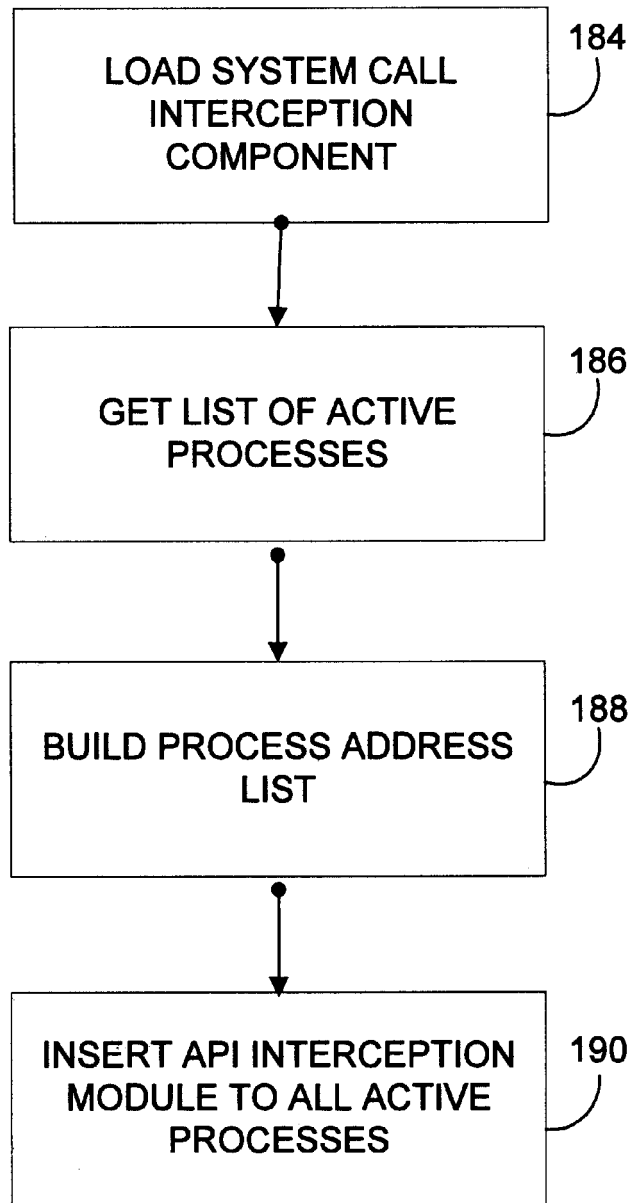 184
LOAD SYSTEM CALL
INTERCEPTION
COMPONENT
186
GET LIST OF ACTIVE
PROCESSES
188
BUILD PROCESS ADDRESS
LIST
190
INSERT API INTERCEPTION
MODULE TO ALL ACTIVE
PROCESSES